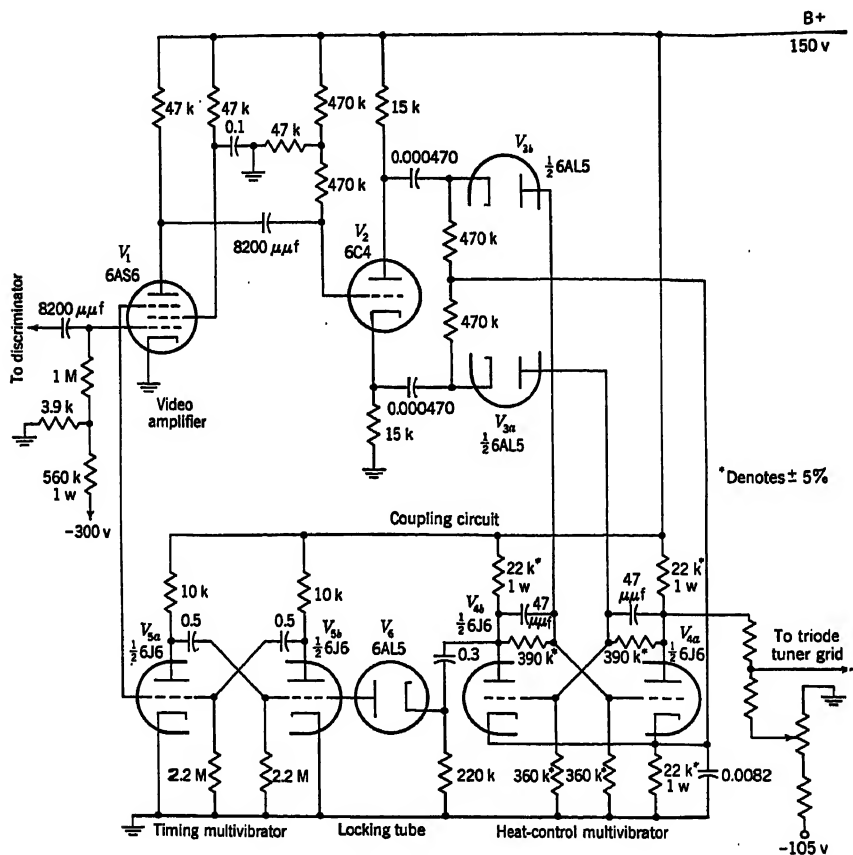 B+
150 v
47 k
47 k
470 k
15 k
0.1
47 k
0.000470
V3b
½ 6AL5
470 k
470 k
8200 μμf
V2
6C4
V1
6AS6
8200 μμf
To discriminator
470 k
1 M
Video
amplifier
3.9 k
0.000470
15 k
V3a
½ 6AL5
560 k
1 w
-300 v
*Denotes ± 5%
Coupling circuit
10 k
10 k
22 k*
1 w
47
μμf
22 k*
1 w
V5a
½ 6J6
0.5
0.5
V5b
½ 6J6
V6
6AL5
V4b
½ 6J6
47
μμf
390 k*
390 k*
V4a
½ 6J6
0.3
To triode
tuner grid
2.2 M
2.2 M
220 k
360 k*
360 k*
22 k*
1 w
0.0082
Timing multivibrator
Locking tube
Heat-control multivibrator
-105 v